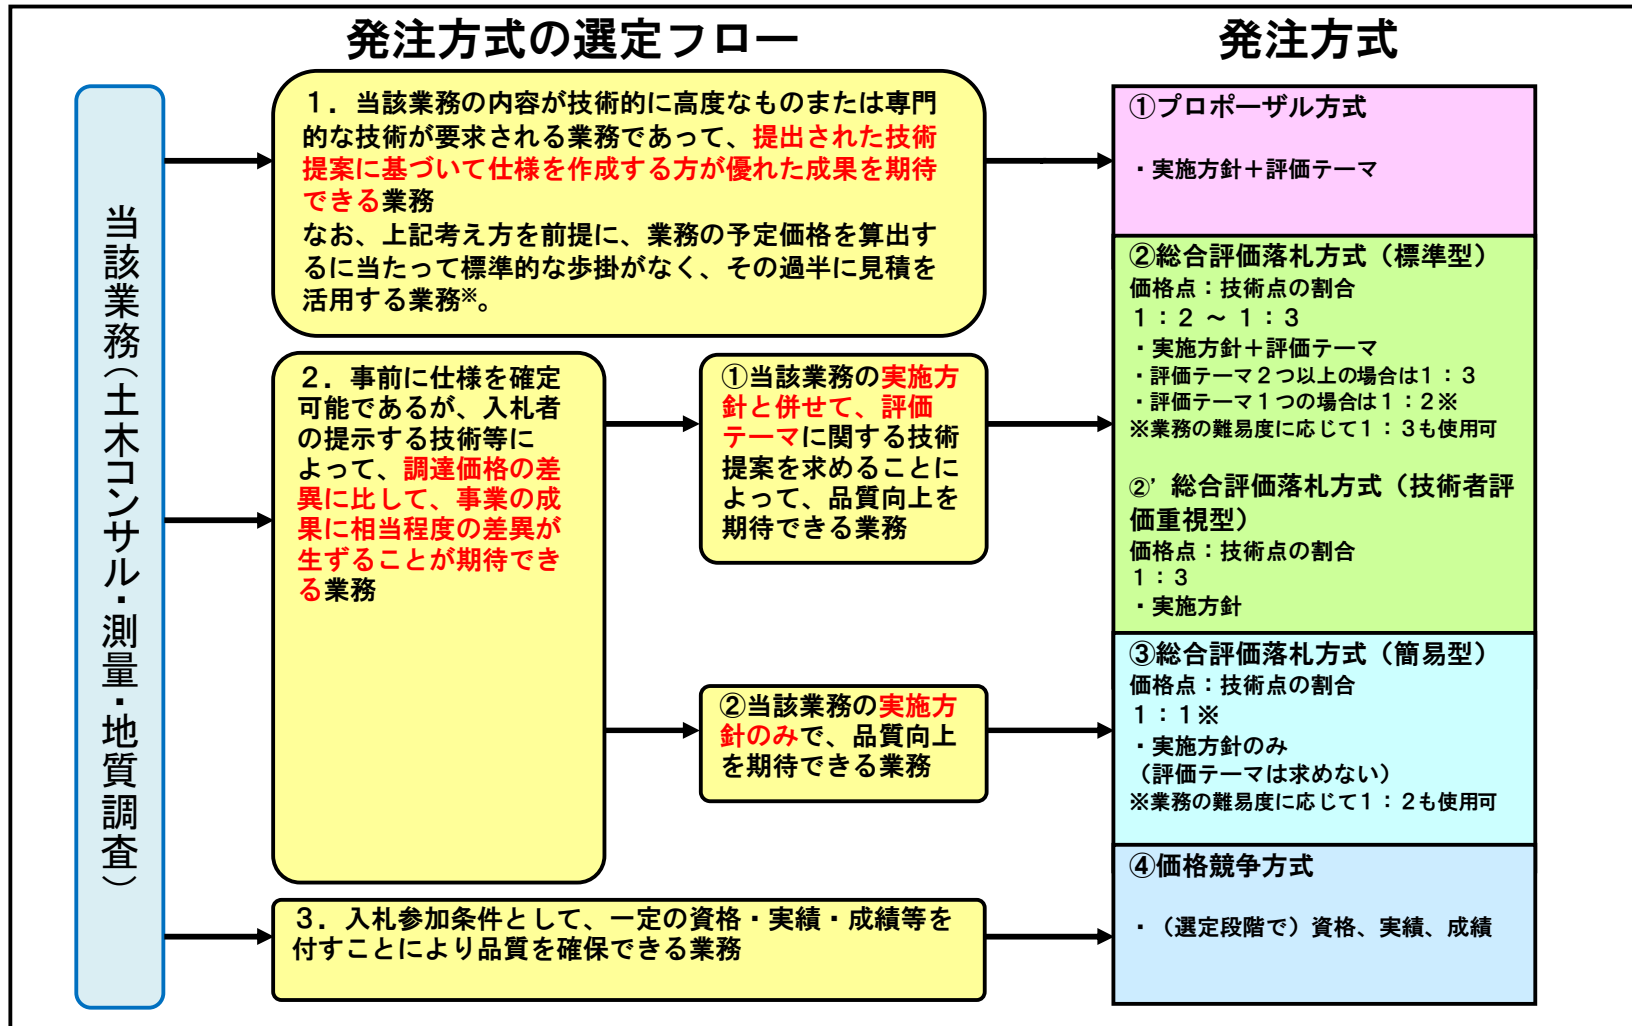 発注方式の選定フロー
発注方式
当該業務（土木コンサル・測量・地質調査）
１．当該業務の内容が技術的に高度なものまたは専門
的な技術が要求される業務であって、提出された技術
提案に基づいて仕様を作成する方が優れた成果を期待
できる業務
なお、上記考え方を前提に、業務の予定価格を算出す
るに当たって標準的な歩掛がなく、その過半に見積を
活用する業務※。
２．事前に仕様を確定
可能であるが、入札者
の提示する技術等に
よって、調達価格の差
異に比して、事業の成
果に相当程度の差異が
生ずることが期待でき
る業務
①当該業務の実施方
針と併せて、評価
テーマに関する技術
提案を求めることに
よって、品質向上を
期待できる業務
②当該業務の実施方
針のみで、品質向上
を期待できる業務
３．入札参加条件として、一定の資格・実績・成績等を
付すことにより品質を確保できる業務
①プロポーザル方式
・実施方針＋評価テーマ
②総合評価落札方式（標準型）
価格点：技術点の割合
１：２ ～ １：３
・実施方針＋評価テーマ
・評価テーマ２つ以上の場合は１：３
・評価テーマ１つの場合は１：２※
※業務の難易度に応じて１：３も使用可
②’総合評価落札方式（技術者評
価重視型）
価格点：技術点の割合
１：３
・実施方針
③総合評価落札方式（簡易型）
価格点：技術点の割合
１：１※
・実施方針のみ
（評価テーマは求めない）
※業務の難易度に応じて１：２も使用可
④価格競争方式
・（選定段階で）資格、実績、成績